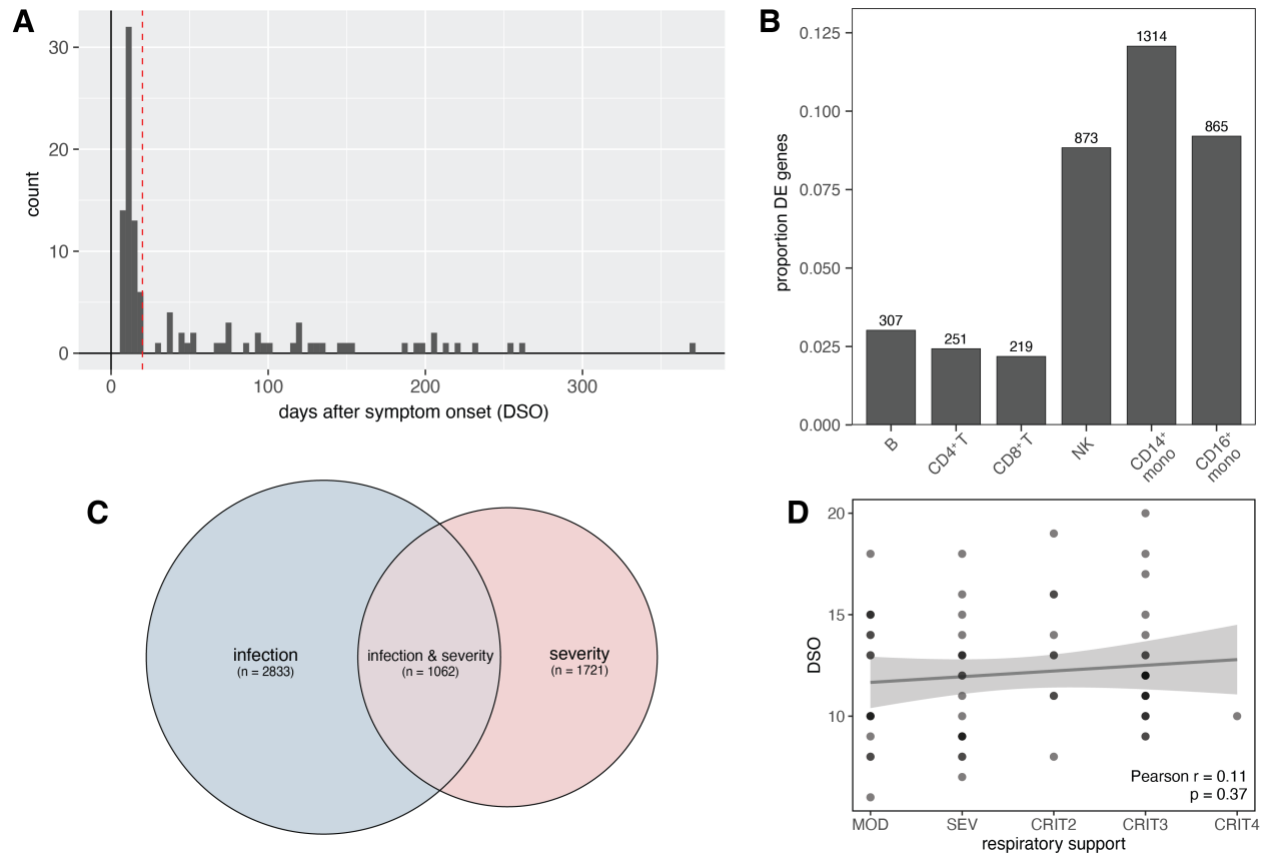 A
30
20
10
0
count
0
100
200
300
days after symptom onset (DSO)
B
0.125
0.100
0.075
0.050
0.025
0.000
proportion DE genes
307
251
219
873
1314
865
B
CD4⁺T
CD8⁺T
NK
CD14⁺
mono
CD16⁺
mono
C
infection
(n = 2833)
infection & severity
(n = 1062)
severity
(n = 1721)
D
20
15
10
DSO
Pearson r = 0.11
p = 0.37
MOD
SEV
CRIT2
CRIT3
CRIT4
respiratory support